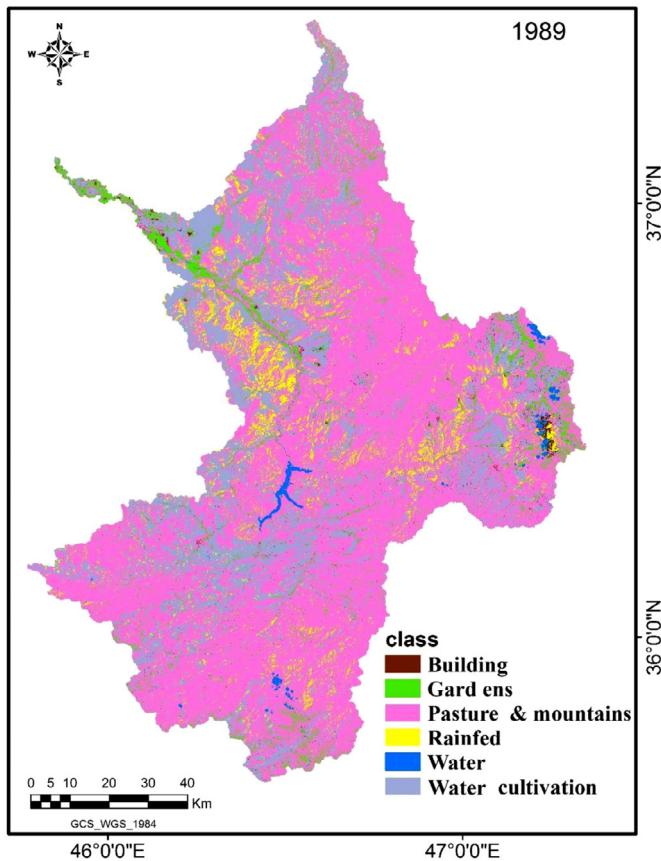 1989
N
W E
S
37°0'0"N
36°0'0"N
class
Building
Gard ens
Pasture & mountains
Rainfed
Water
Water cultivation
0 5 10 20 30 40
Km
GCS_WGS_1984
46°0'0"E 47°0'0"E